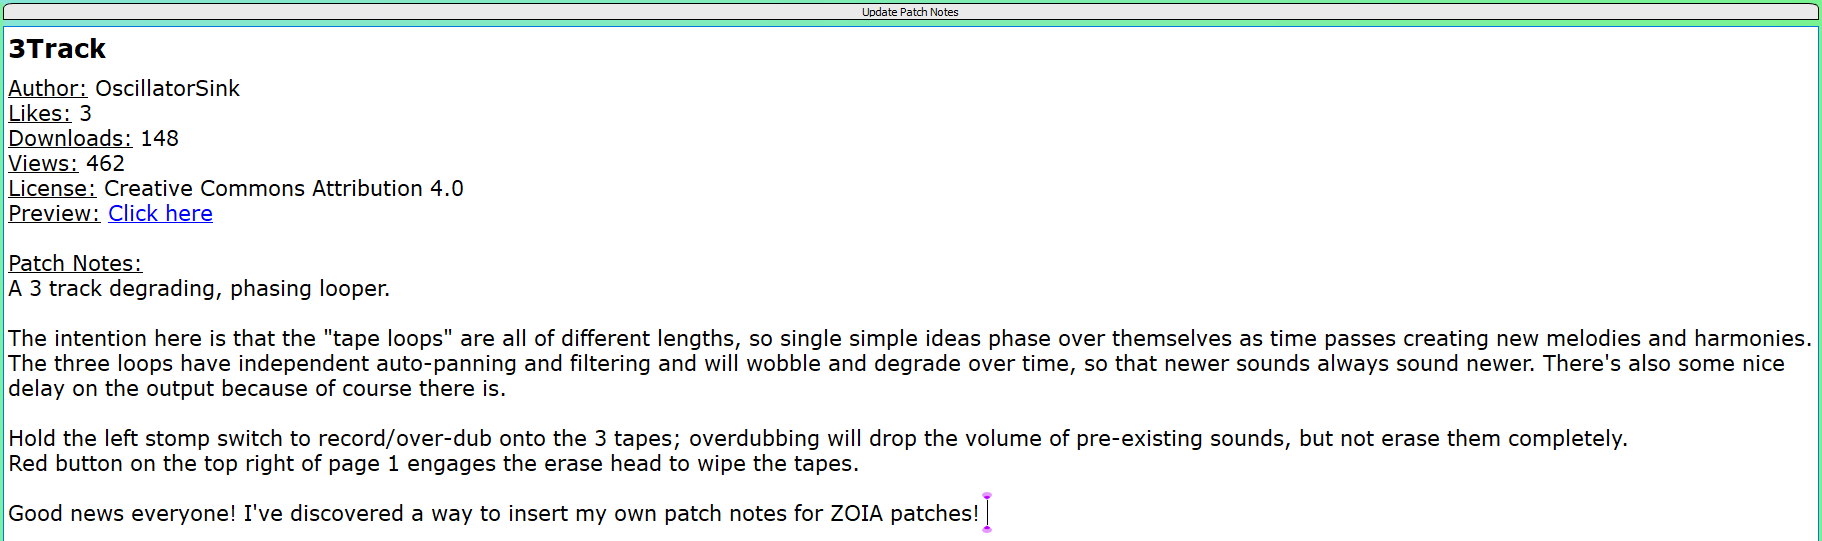 Update Patch Notes
3Track
Author: OscillatorSink
Likes: 3
Downloads: 148
Views: 462
License: Creative Commons Attribution 4.0
Preview: Click here
Patch Notes:
A 3 track degrading, phasing looper.
The intention here is that the "tape loops" are all of different lengths, so single simple ideas phase over themselves as time passes creating new melodies and harmonies.
The three loops have independent auto-panning and filtering and will wobble and degrade over time, so that newer sounds always sound newer. There's also some nice
delay on the output because of course there is.
Hold the left stomp switch to record/over-dub onto the 3 tapes; overdubbing will drop the volume of pre-existing sounds, but not erase them completely.
Red button on the top right of page 1 engages the erase head to wipe the tapes.
Good news everyone! I've discovered a way to insert my own patch notes for ZOIA patches!